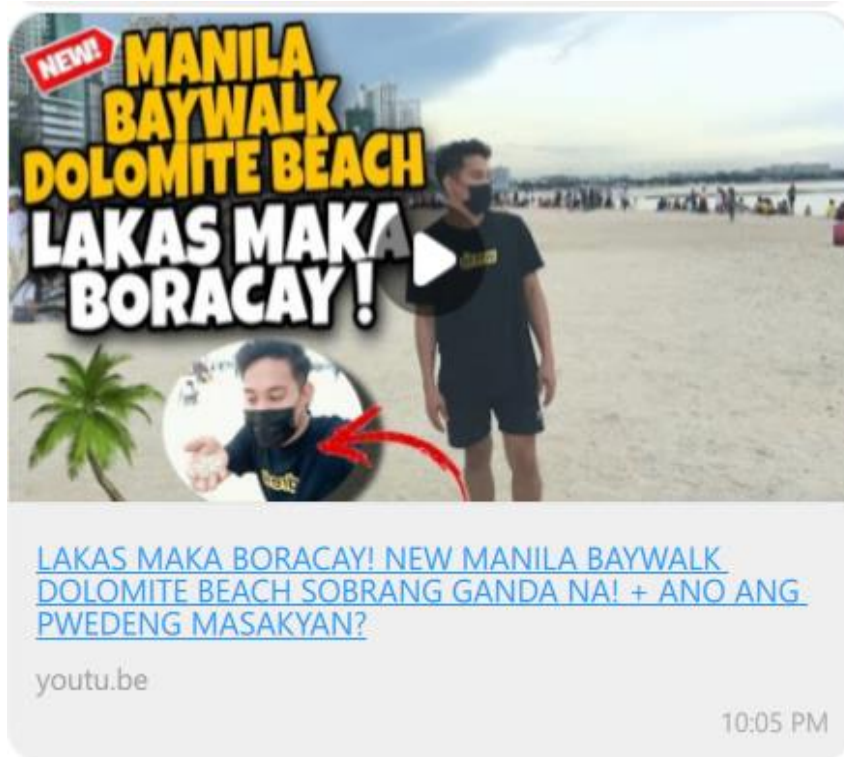 NEW!
MANILA
BAYWALK
DOLOMITE BEACH
LAKAS MAKA
BORACAY!
LAKAS MAKA BORACAY! NEW MANILA BAYWALK
DOLOMITE BEACH SOBRANG GANDA NA! + ANO ANG
PWEDENG MASAKYAN?
youtu.be
10:05 PM